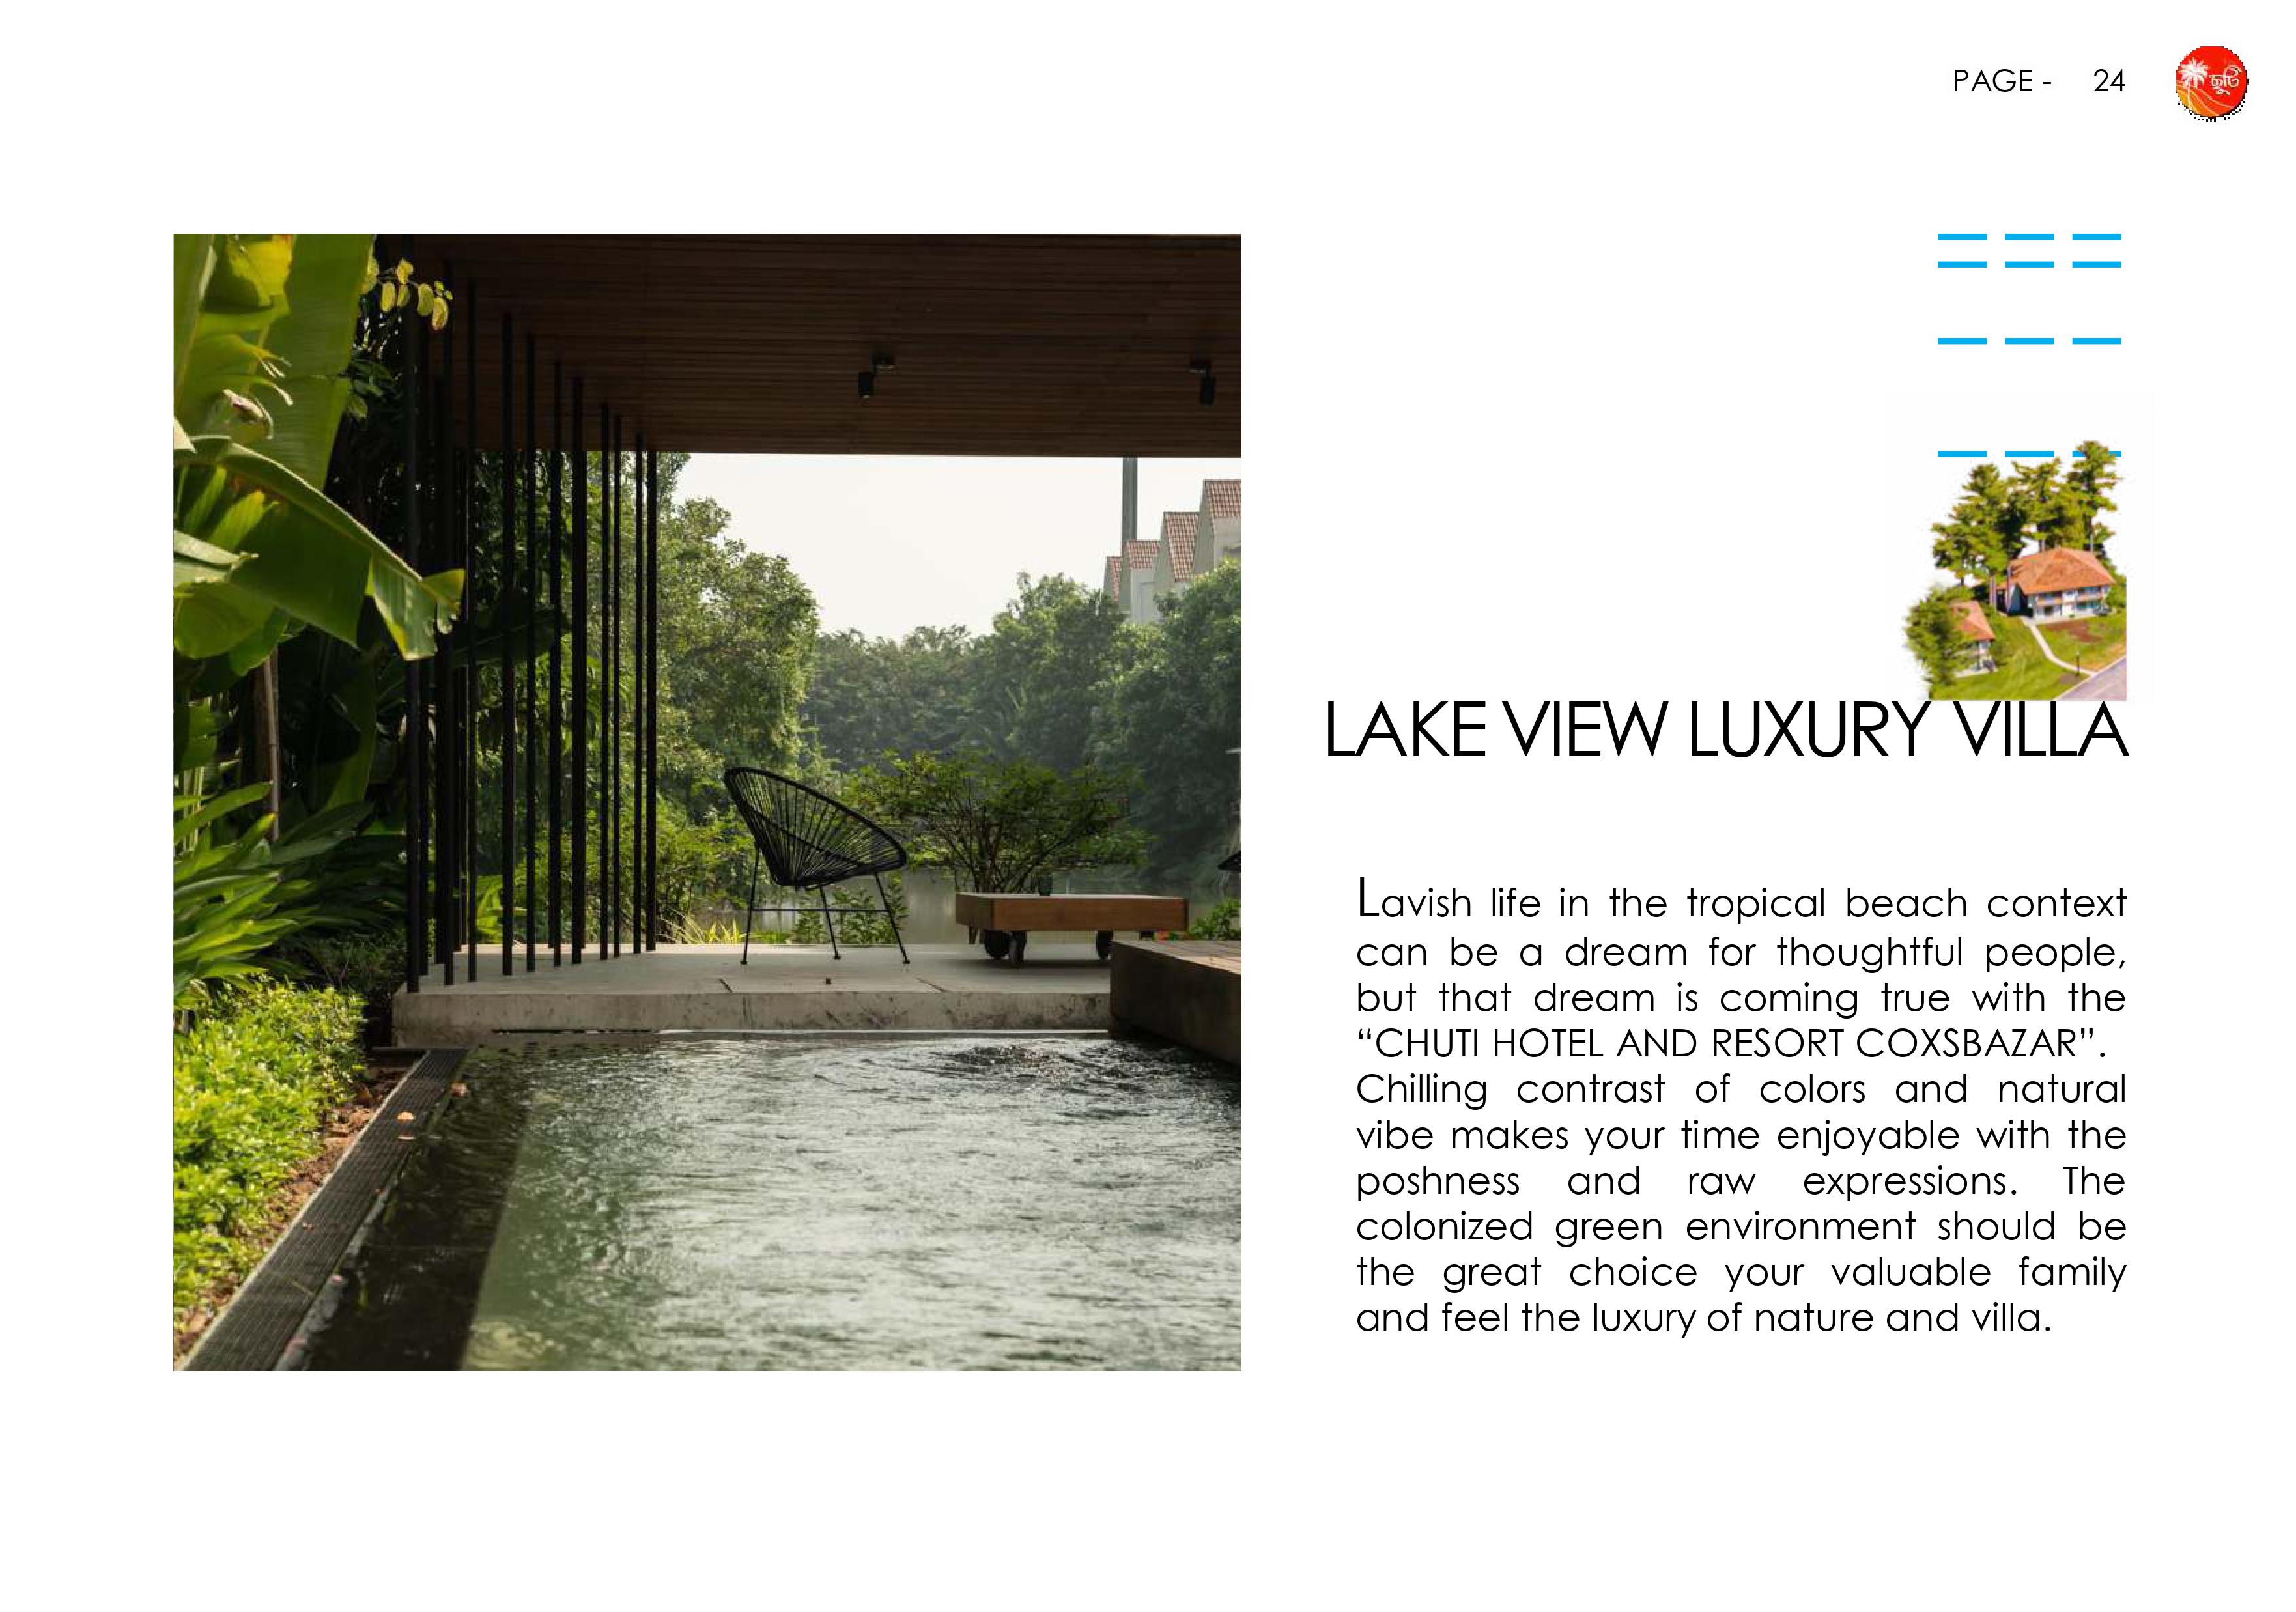 PAGE - 24
ছুটি
LAKE VIEW LUXURY VILLA
Lavish life in the tropical beach context
can be a dream for thoughtful people,
but that dream is coming true with the
“CHUTI HOTEL AND RESORT COXSBAZAR”.
Chilling contrast of colors and natural
vibe makes your time enjoyable with the
poshness and raw expressions. The
colonized green environment should be
the great choice your valuable family
and feel the luxury of nature and villa.